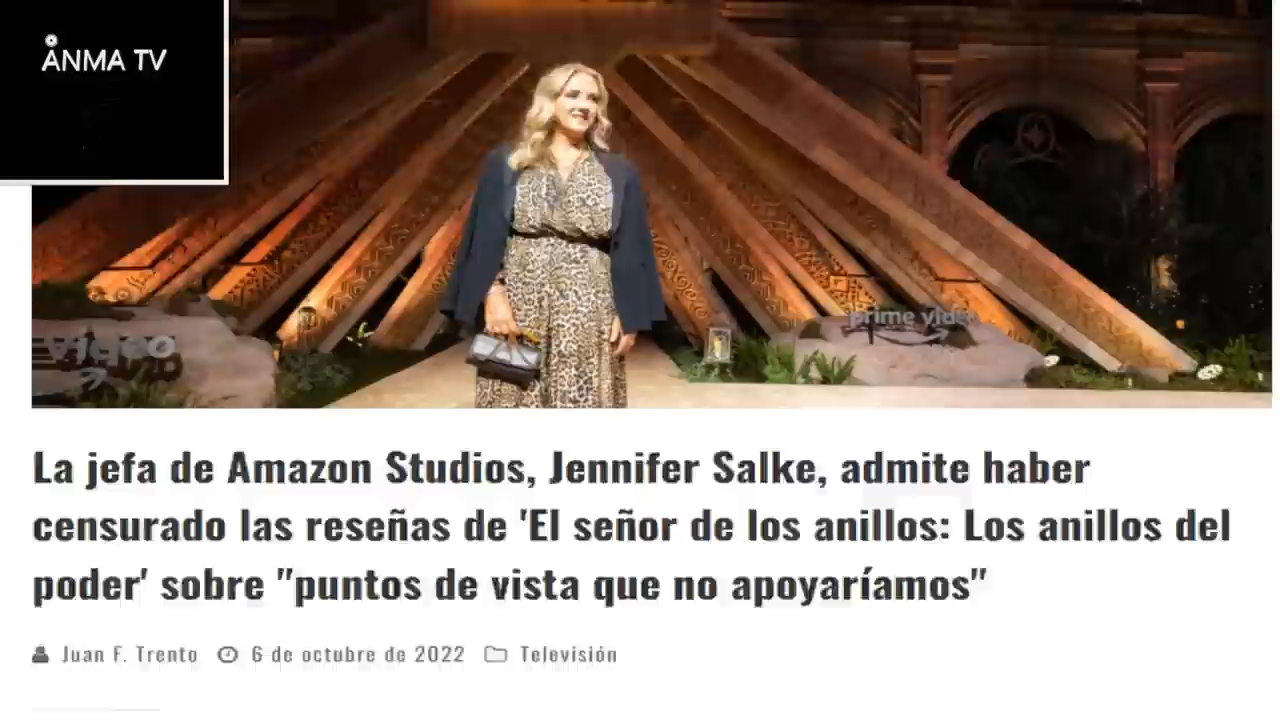 ÅNMA TV
video
prime video
La jefa de Amazon Studios, Jennifer Salke, admite haber
censurado las reseñas de 'El señor de los anillos: Los anillos del
poder' sobre "puntos de vista que no apoyaríamos"
Juan F. Trento 6 de octubre de 2022 Televisión